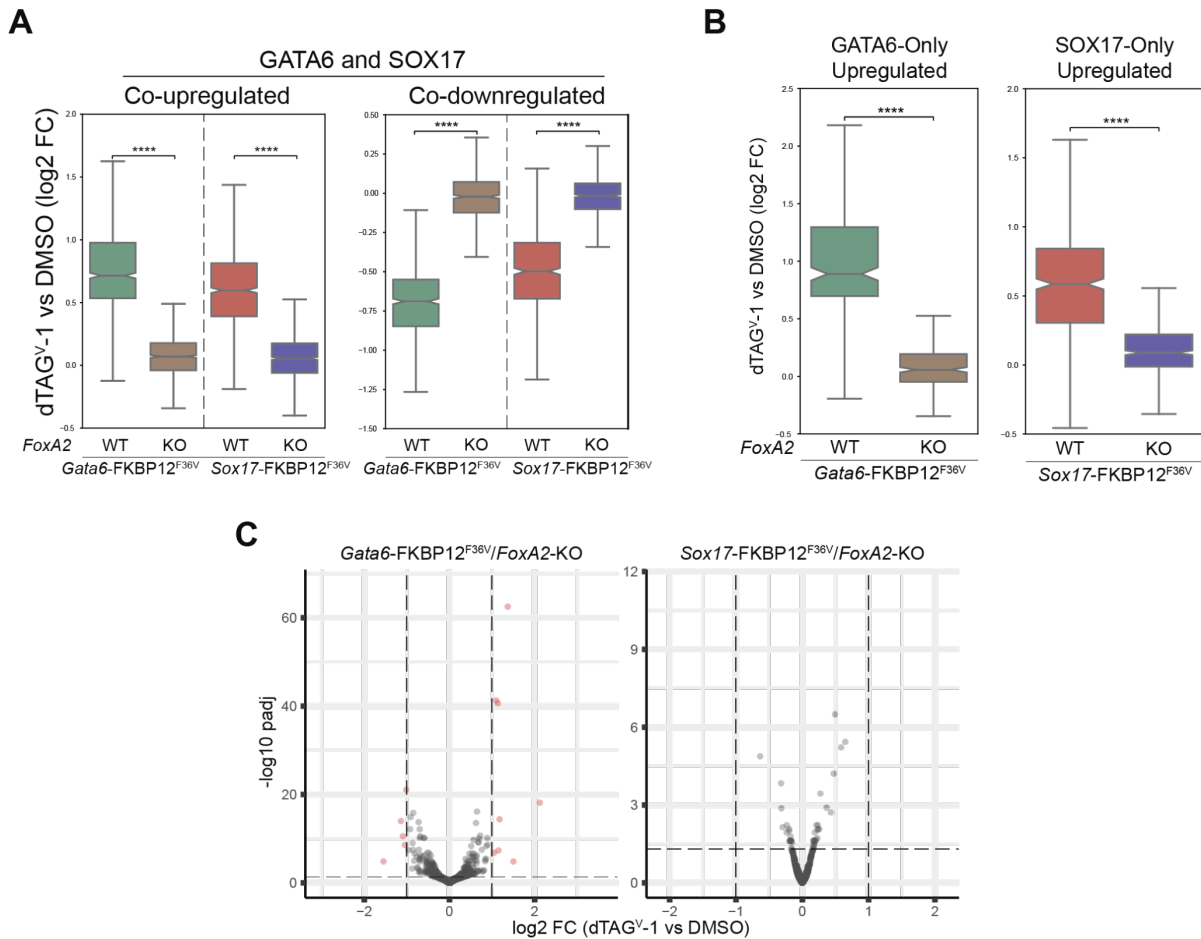 A
GATA6 and SOX17
Co-upregulated
Co-downregulated
dTAGⱽ-1 vs DMSO (log2 FC)
2.0
1.5
1.0
0.5
0.0
−0.5
****
****
0.50
0.25
0.00
−0.25
−0.50
−0.75
−1.00
−1.25
−1.50
****
****
FoxA2 WT KO WT KO WT KO WT KO
Gata6-FKBP12F36V Sox17-FKBP12F36V Gata6-FKBP12F36V Sox17-FKBP12F36V
B
GATA6-Only
Upregulated
SOX17-Only
Upregulated
dTAGⱽ-1 vs DMSO (log2 FC)
2.5
2.0
1.5
1.0
0.5
0.0
−0.5
****
2.0
1.5
1.0
0.5
0.0
−0.5
****
FoxA2 WT KO WT KO
Gata6-FKBP12F36V Sox17-FKBP12F36V
C
Gata6-FKBP12F36V/FoxA2-KO
Sox17-FKBP12F36V/FoxA2-KO
-log10 padj
60
40
20
0
−2 0 2
12
9
6
3
0
−2 −1 0 1 2
log2 FC (dTAGⱽ-1 vs DMSO)